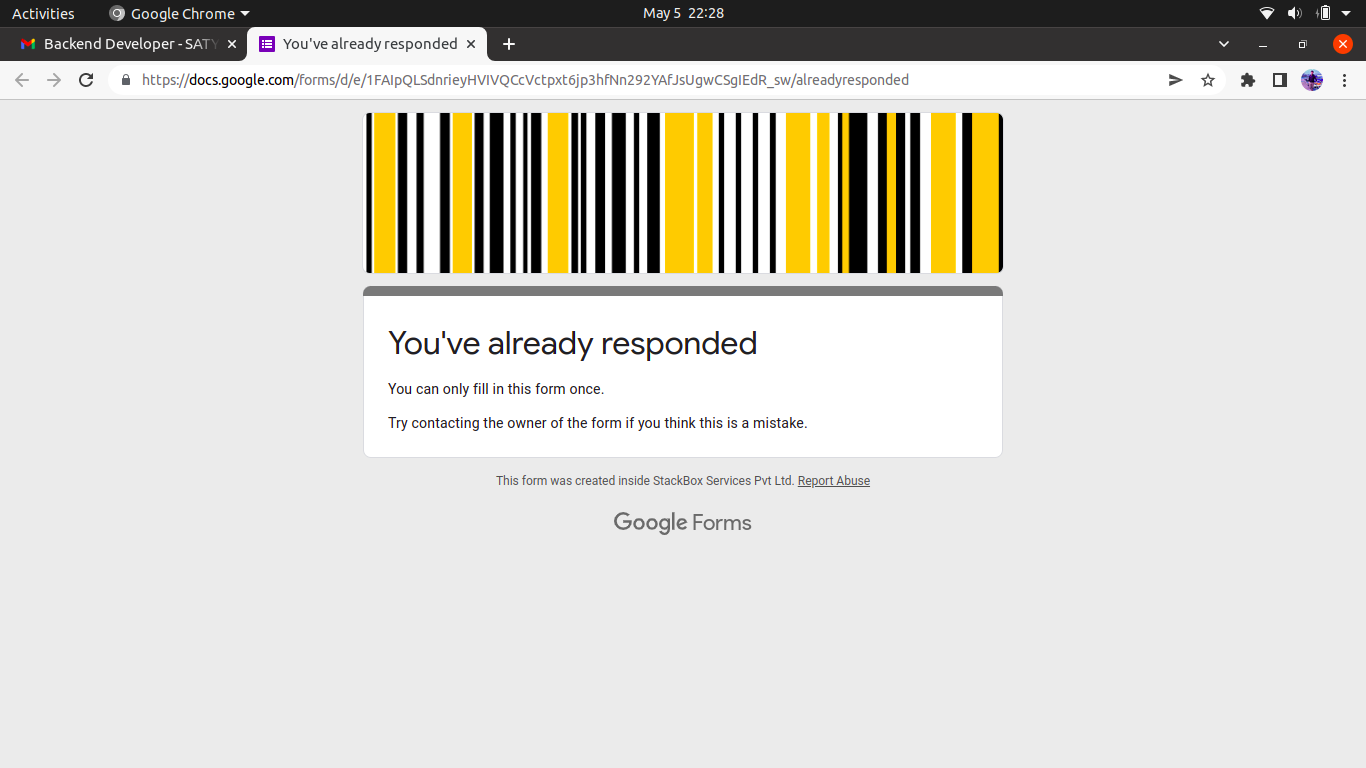 Activities
Google Chrome
May 5 22:28
Backend Developer - SATY
You've already responded
https://docs.google.com/forms/d/e/1FAIpQLSdnrieyHVIVQCcVctpxt6jp3hfNn292YAfJsUgwCSgIEdR_sw/alreadyresponded
You've already responded
You can only fill in this form once.
Try contacting the owner of the form if you think this is a mistake.
This form was created inside StackBox Services Pvt Ltd. Report Abuse
Google Forms